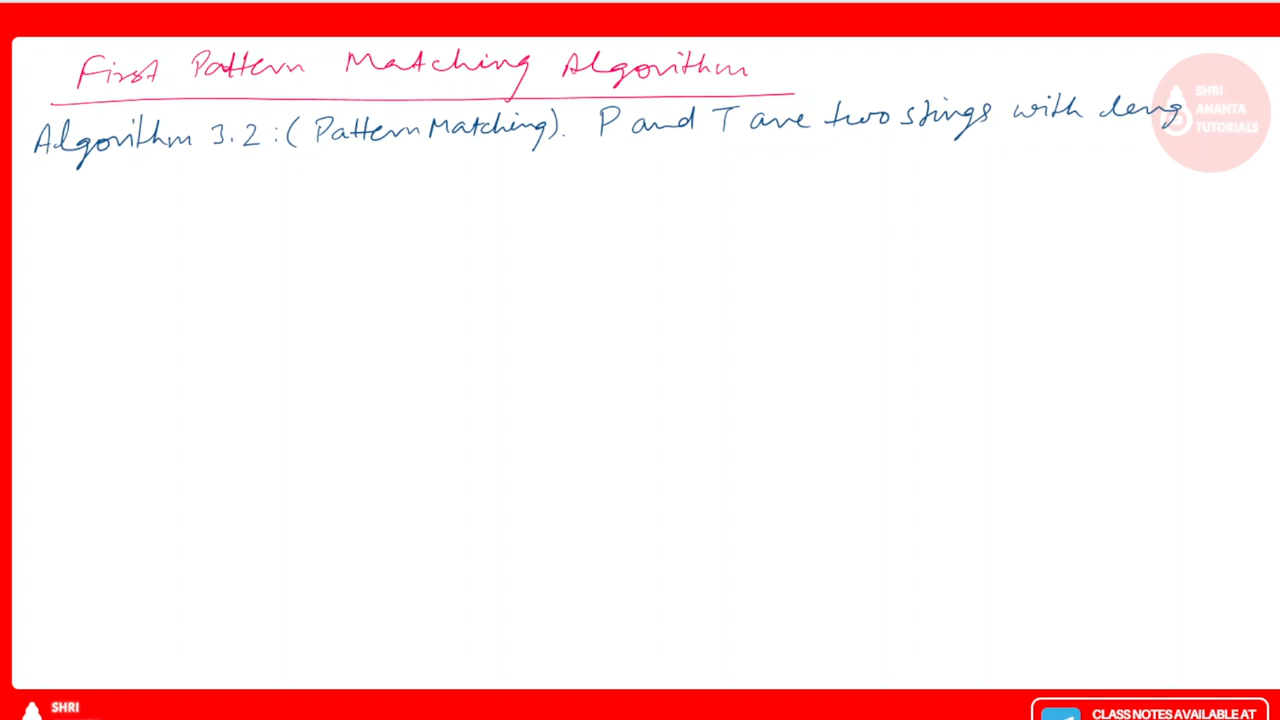 First Pattern Matching Algorithm
Algorithm 3.2 : ( Pattern Matching). P and T are two stings with leng
SHRI
ANANTA
TUTORIALS
SHRI
CLASS NOTES AVAILABLE AT